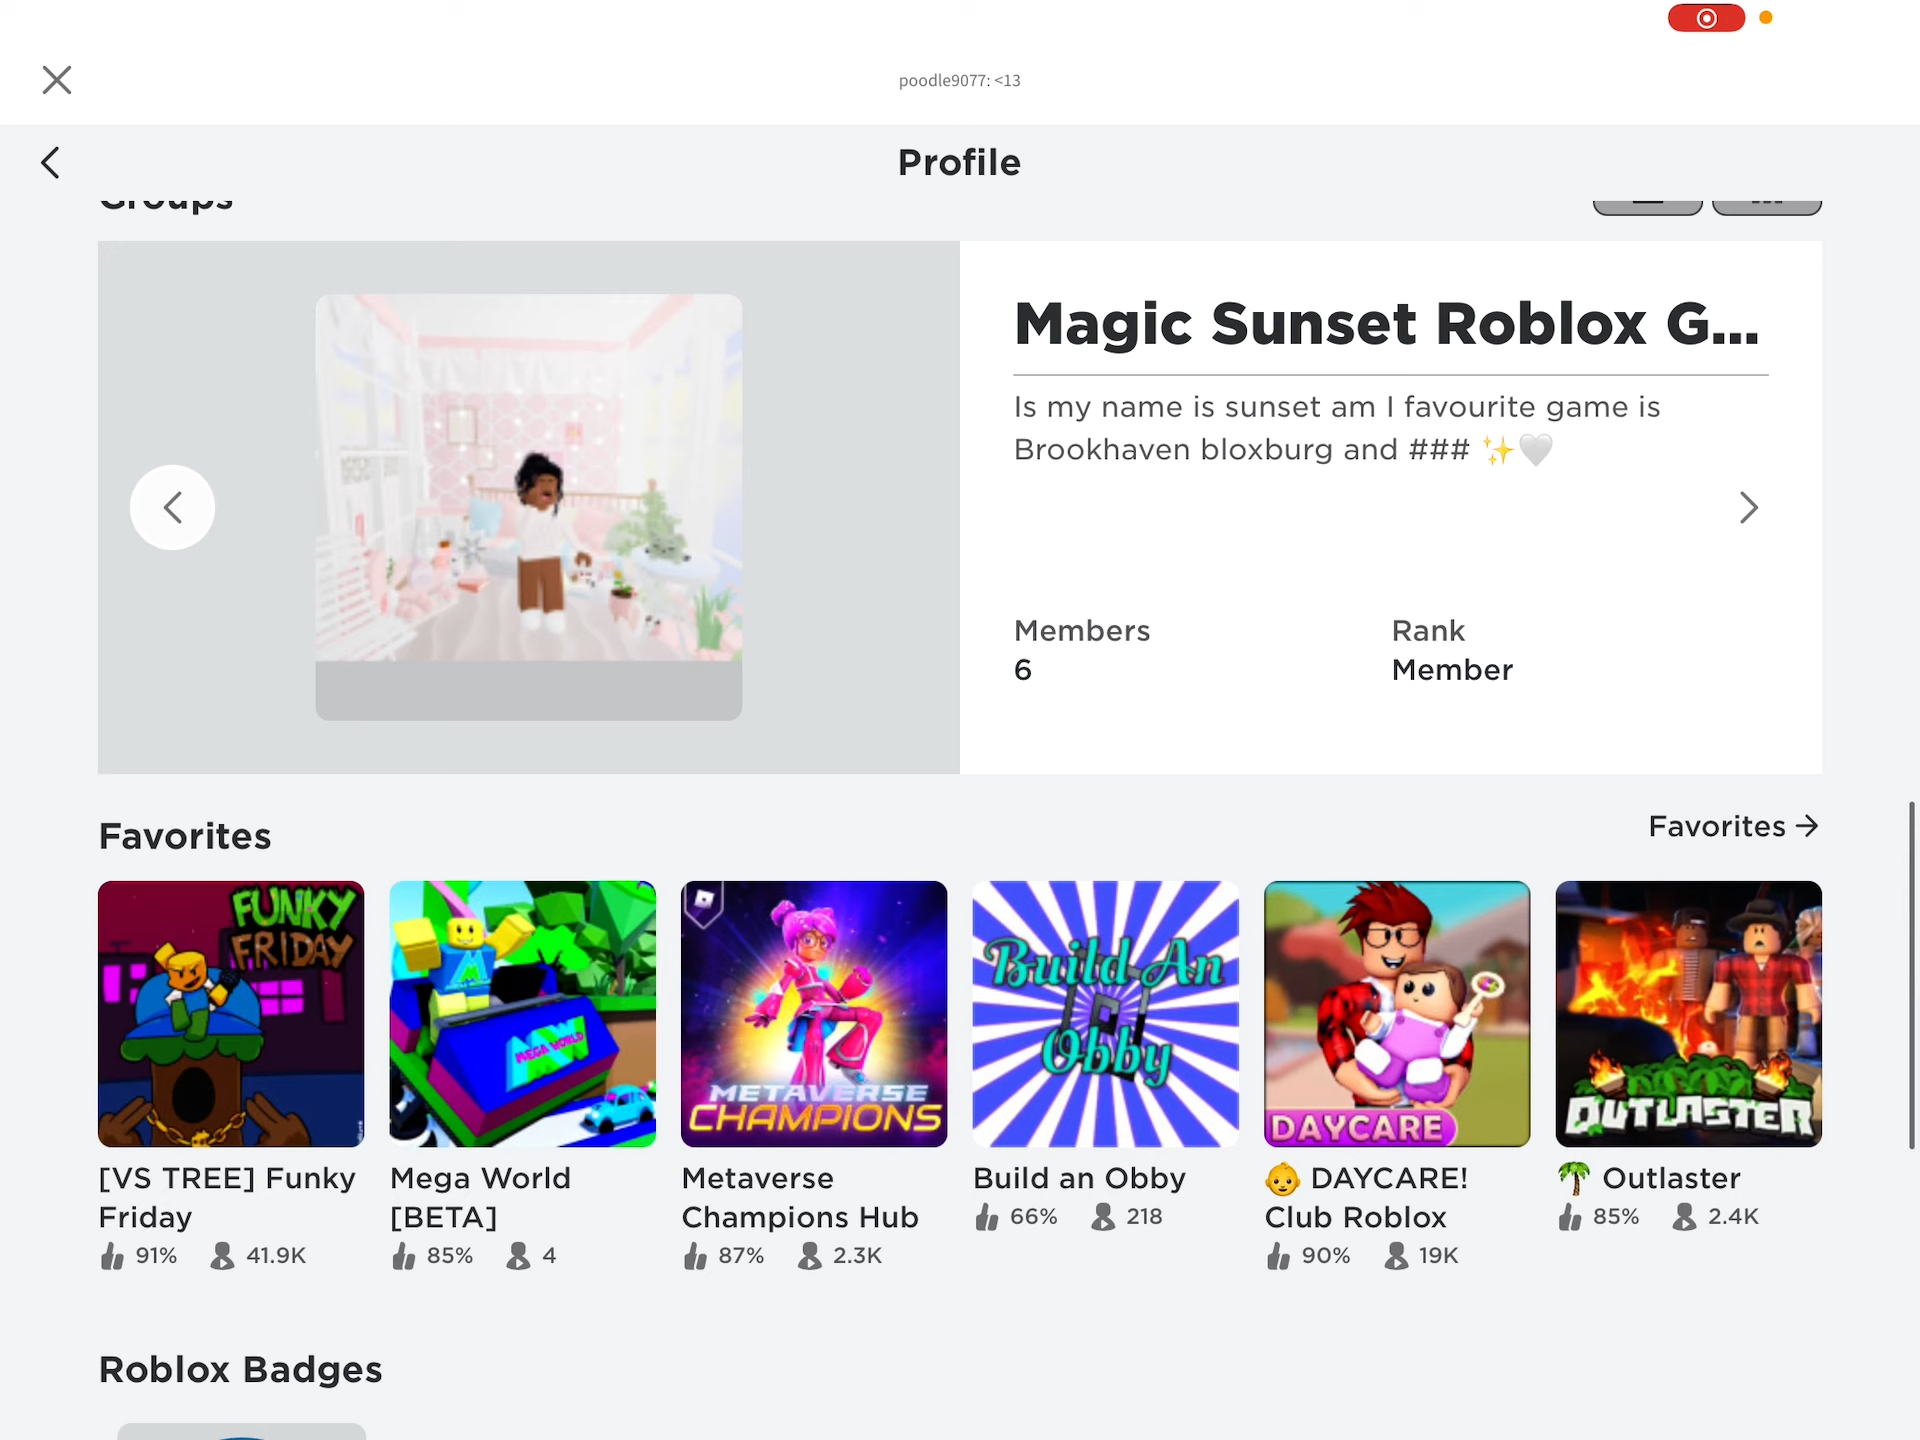 poodle9077: <13
Profile
Groups
Magic Sunset Roblox G...
Is my name is sunset am I favourite game is
Brookhaven bloxburg and ### ✨🤍
Members
6
Rank
Member
Favorites
Favorites →
FUNKY
FRIDAY
MEGA WORLD
METAVERSE
CHAMPIONS
Build An
Obby
DAYCARE
OUTLASTER
[VS TREE] Funky
Friday
91% 41.9K
Mega World
[BETA]
85% 4
Metaverse
Champions Hub
87% 2.3K
Build an Obby
66% 218
👶 DAYCARE!
Club Roblox
90% 19K
🌴 Outlaster
85% 2.4K
Roblox Badges